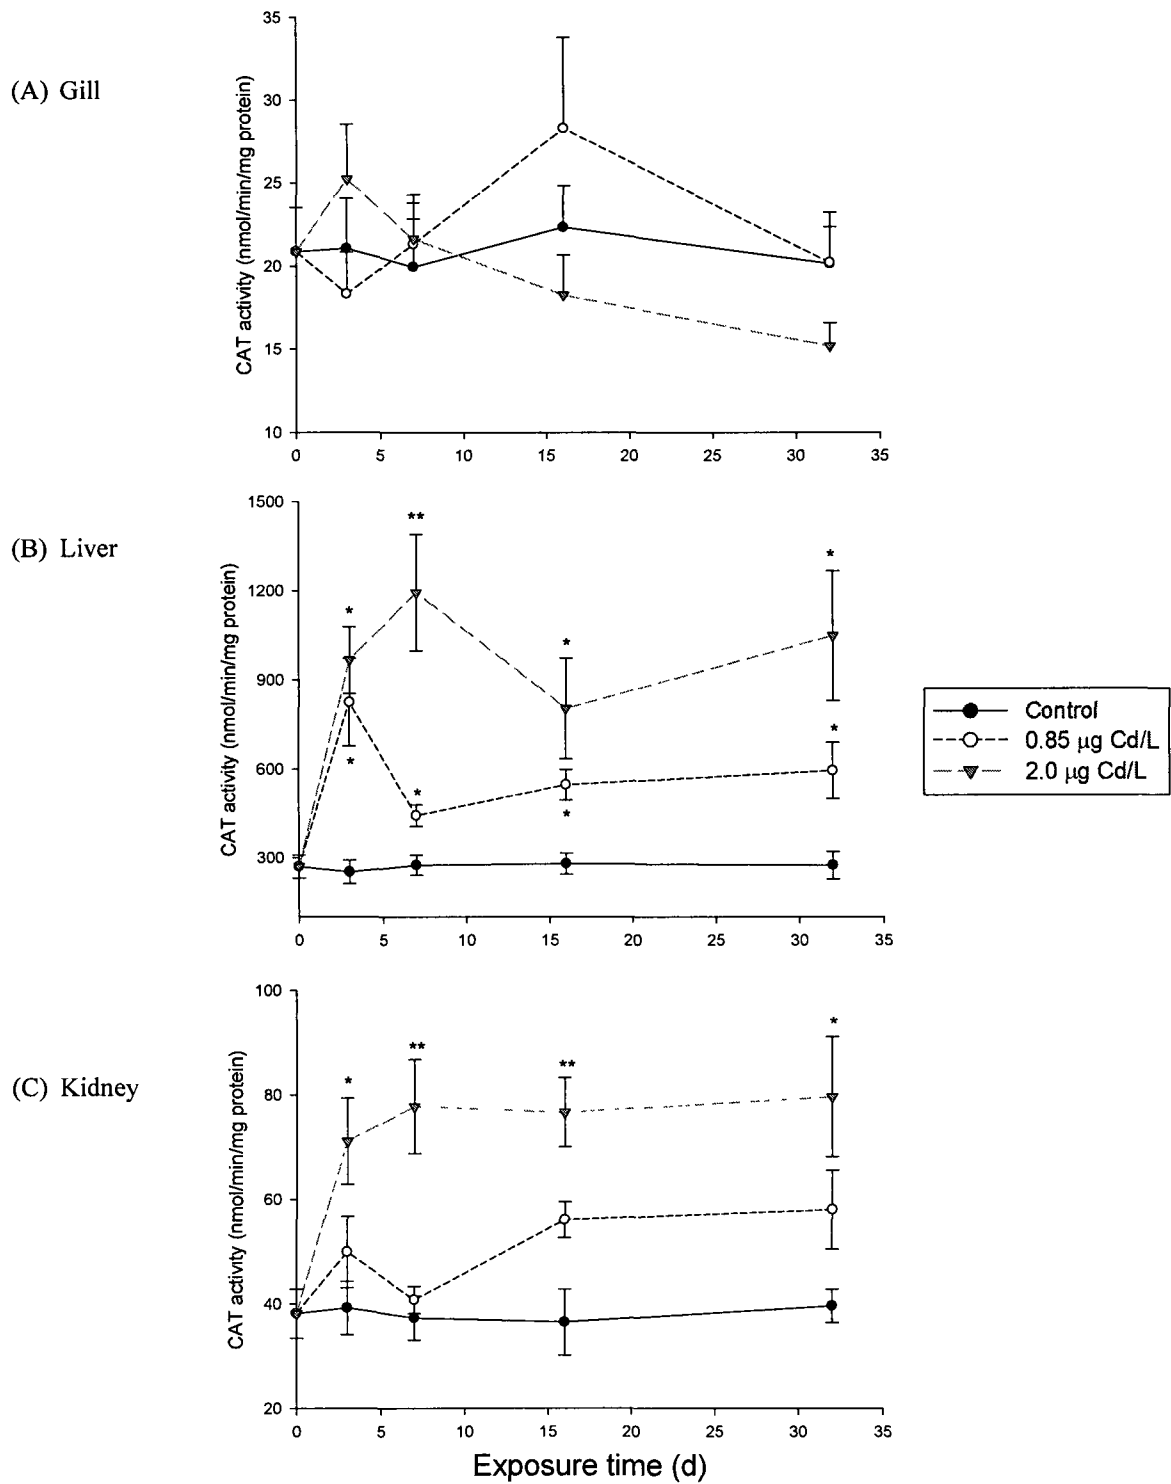 (A) Gill
CAT activity (nmol/min/mg protein)
35
30
25
20
15
10
0 5 10 15 20 25 30 35
(B) Liver
CAT activity (nmol/min/mg protein)
1500
1200
900
600
300
* ** * *
* * * *
0 5 10 15 20 25 30 35
Control
0.85 µg Cd/L
2.0 µg Cd/L
(C) Kidney
CAT activity (nmol/min/mg protein)
100
80
60
40
20
* ** ** *
0 5 10 15 20 25 30 35
Exposure time (d)